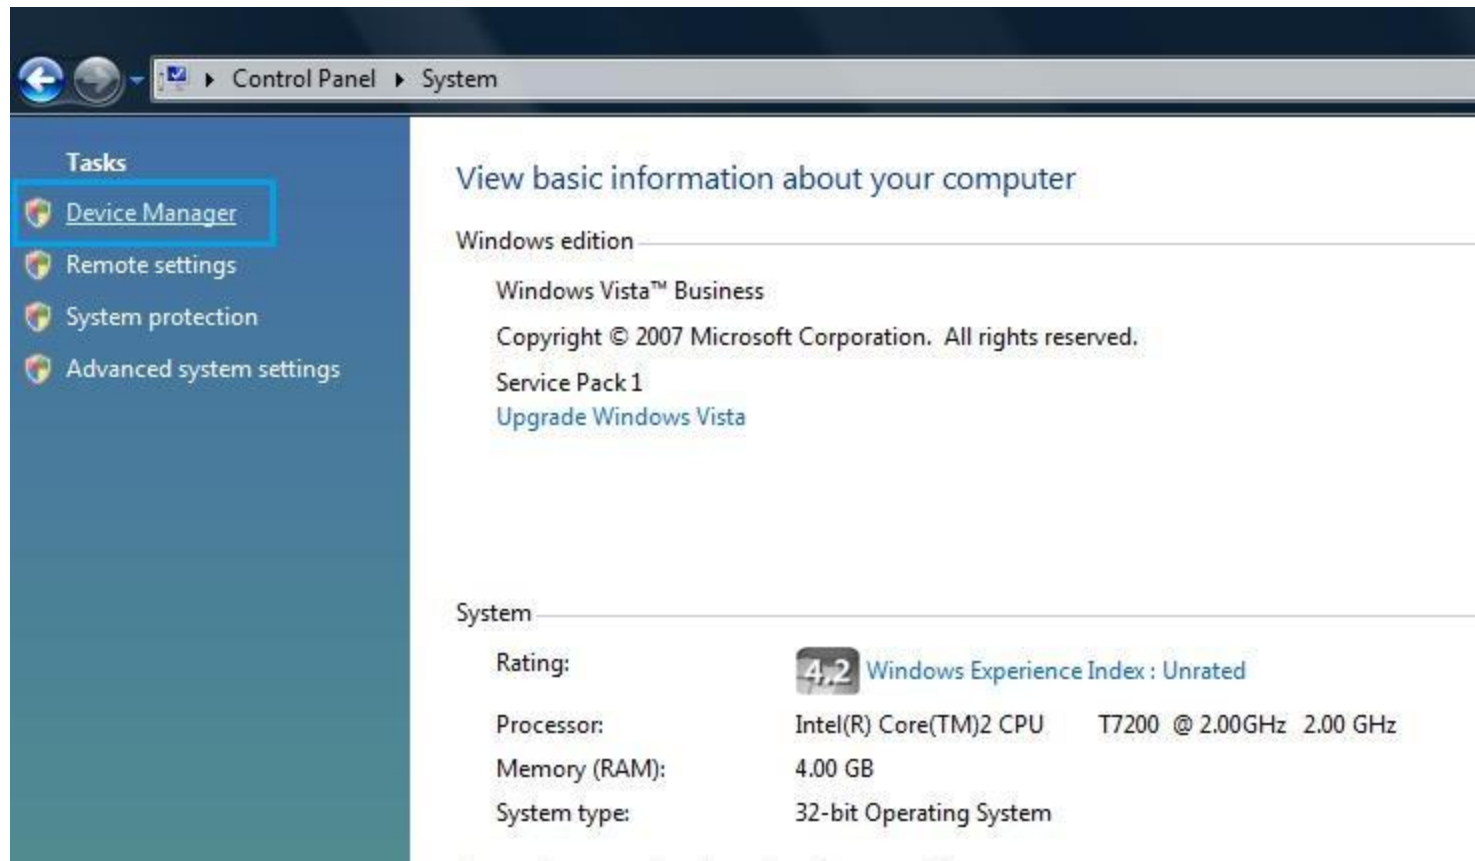 Control Panel ▸ System
Tasks
Device Manager
Remote settings
System protection
Advanced system settings
View basic information about your computer
Windows edition
Windows Vista™ Business
Copyright © 2007 Microsoft Corporation. All rights reserved.
Service Pack 1
Upgrade Windows Vista
System
Rating: 4.2 Windows Experience Index : Unrated
Processor: Intel(R) Core(TM)2 CPU T7200 @ 2.00GHz 2.00 GHz
Memory (RAM): 4.00 GB
System type: 32-bit Operating System